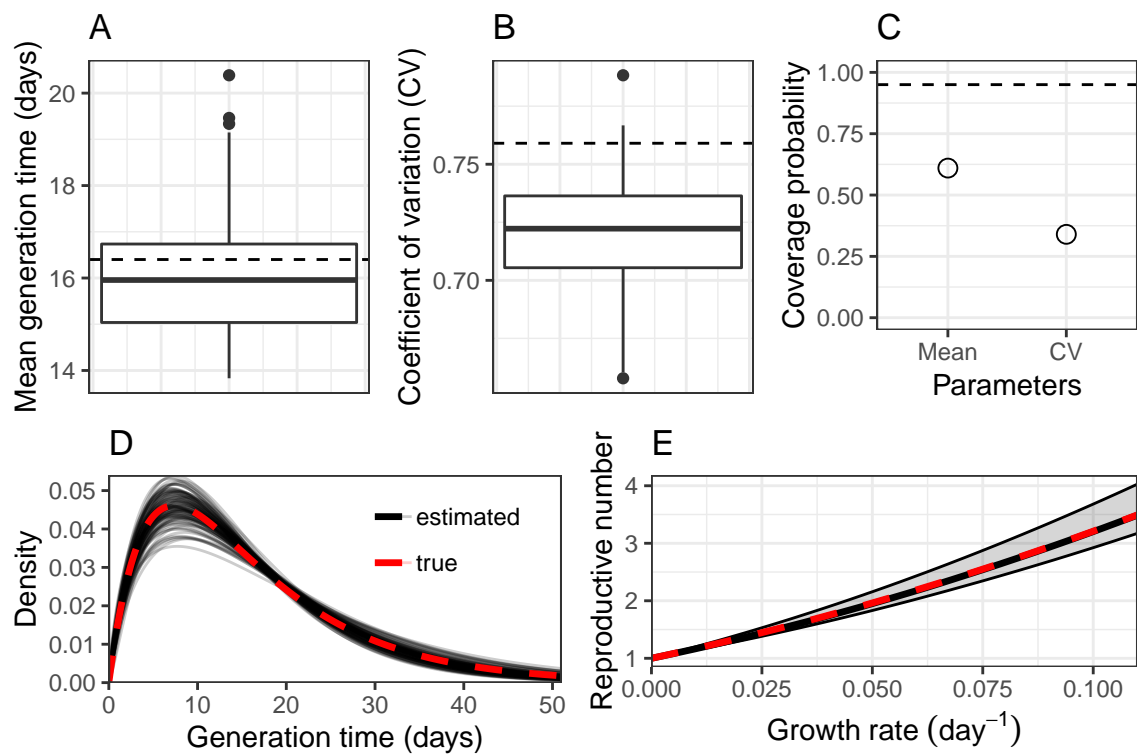 A
Mean generation time (days)
20
18
16
14
B
Coefficient of variation (CV)
0.75
0.70
C
Coverage probability
1.00
0.75
0.50
0.25
0.00
Mean
CV
Parameters
D
Density
0.05
0.04
0.03
0.02
0.01
0.00
estimated
true
0
10
20
30
40
50
Generation time (days)
E
Reproductive number
4
3
2
1
0.000
0.025
0.050
0.075
0.100
Growth rate (day⁻¹)